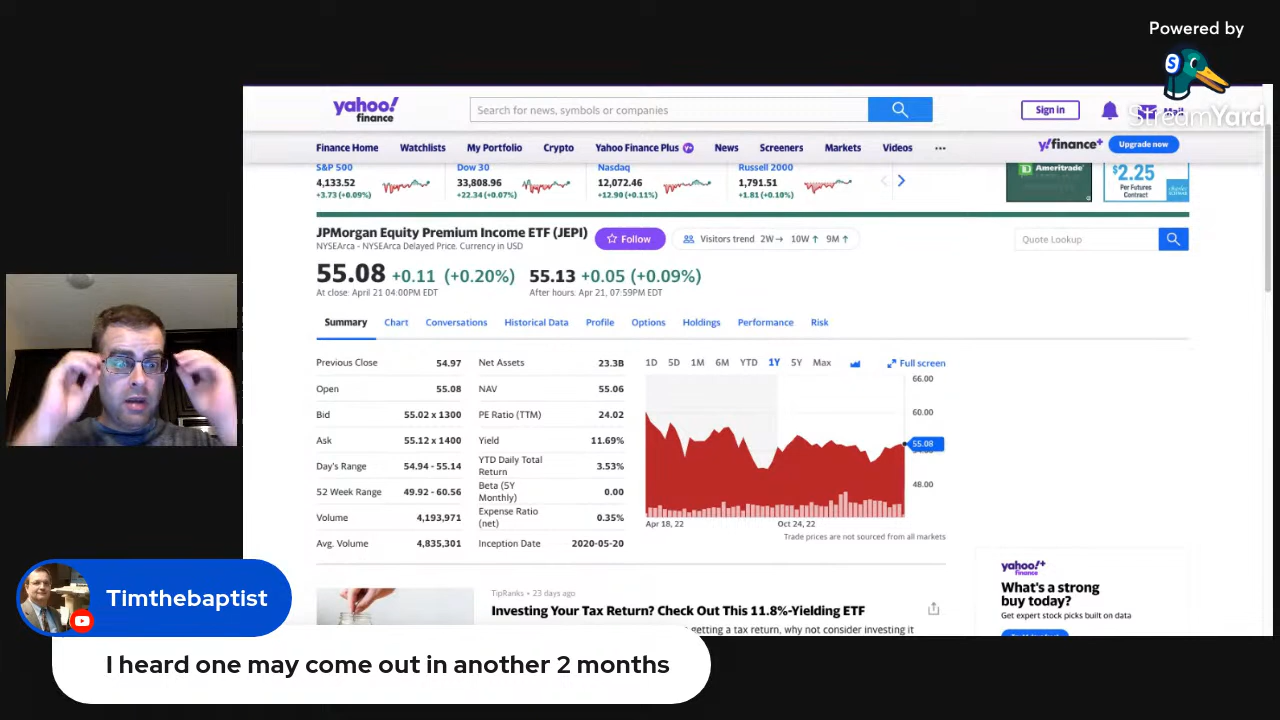 Powered by
StreamYard
yahoo!
finance
Search for news, symbols or companies
Sign in
Mail
Finance Home Watchlists My Portfolio Crypto Yahoo Finance Plus News Screeners Markets Videos ...
y!finance+ Upgrade now
S&P 500
4,133.52
+3.73 (+0.09%)
Dow 30
33,808.96
+22.34 (+0.07%)
Nasdaq
12,072.46
+12.90 (+0.11%)
Russell 2000
1,791.51
+1.81 (+0.10%)
Ameritrade
$2.25
Per Futures
Contract
JPMorgan Equity Premium Income ETF (JEPI)
NYSEArca - NYSEArca Delayed Price. Currency in USD
Follow
Visitors trend 2W→ 10W↑ 9M↑
Quote Lookup
55.08 +0.11 (+0.20%)
At close: April 21 04:00PM EDT
55.13 +0.05 (+0.09%)
After hours: Apr 21, 07:59PM EDT
Summary Chart Conversations Historical Data Profile Options Holdings Performance Risk
Previous Close 54.97
Open 55.08
Bid 55.02 x 1300
Ask 55.12 x 1400
Day's Range 54.94 - 55.14
52 Week Range 49.92 - 60.56
Volume 4,193,971
Avg. Volume 4,835,301
Net Assets 23.3B
NAV 55.06
PE Ratio (TTM) 24.02
Yield 11.69%
YTD Daily Total
Return 3.53%
Beta (5Y
Monthly) 0.00
Expense Ratio
(net) 0.35%
Inception Date 2020-05-20
1D 5D 1M 6M YTD 1Y 5Y Max
Full screen
66.00
60.00
55.08
48.00
Apr 18, 22 Oct 24, 22
Trade prices are not sourced from all markets
TipRanks • 23 days ago
Investing Your Tax Return? Check Out This 11.8%-Yielding ETF
getting a tax return, why not consider investing it
yahoo!+
finance
What's a strong
buy today?
Get expert stock picks built on data
Timthebaptist
I heard one may come out in another 2 months